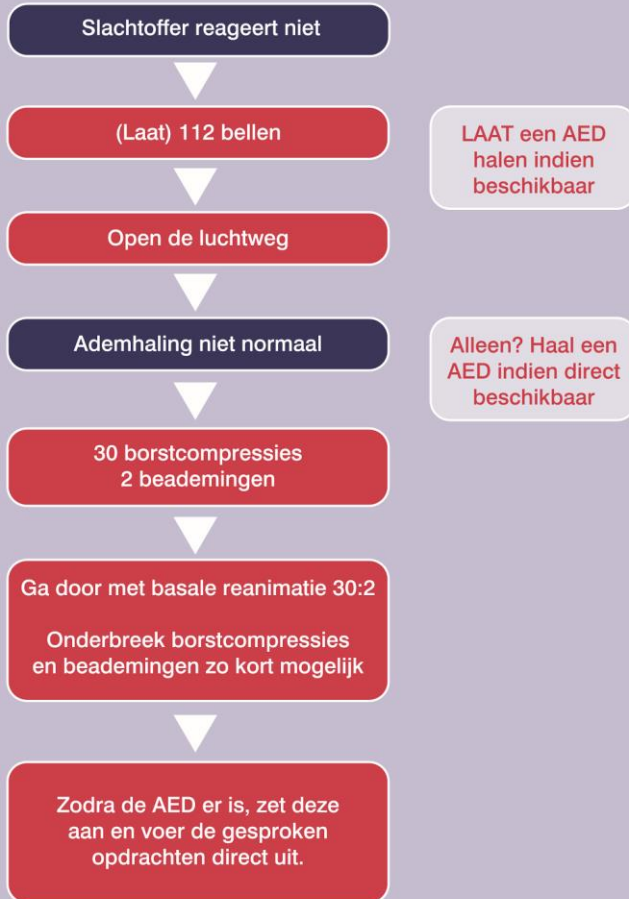 Slachtoffer reageert niet
(Laat) 112 bellen
LAAT een AED
halen indien
beschikbaar
Open de luchtweg
Ademhaling niet normaal
Alleen? Haal een
AED indien direct
beschikbaar
30 borstcompressies
2 beademingen
Ga door met basale reanimatie 30:2
Onderbreek borstcompressies
en beademingen zo kort mogelijk
Zodra de AED er is, zet deze
aan en voer de gesproken
opdrachten direct uit.